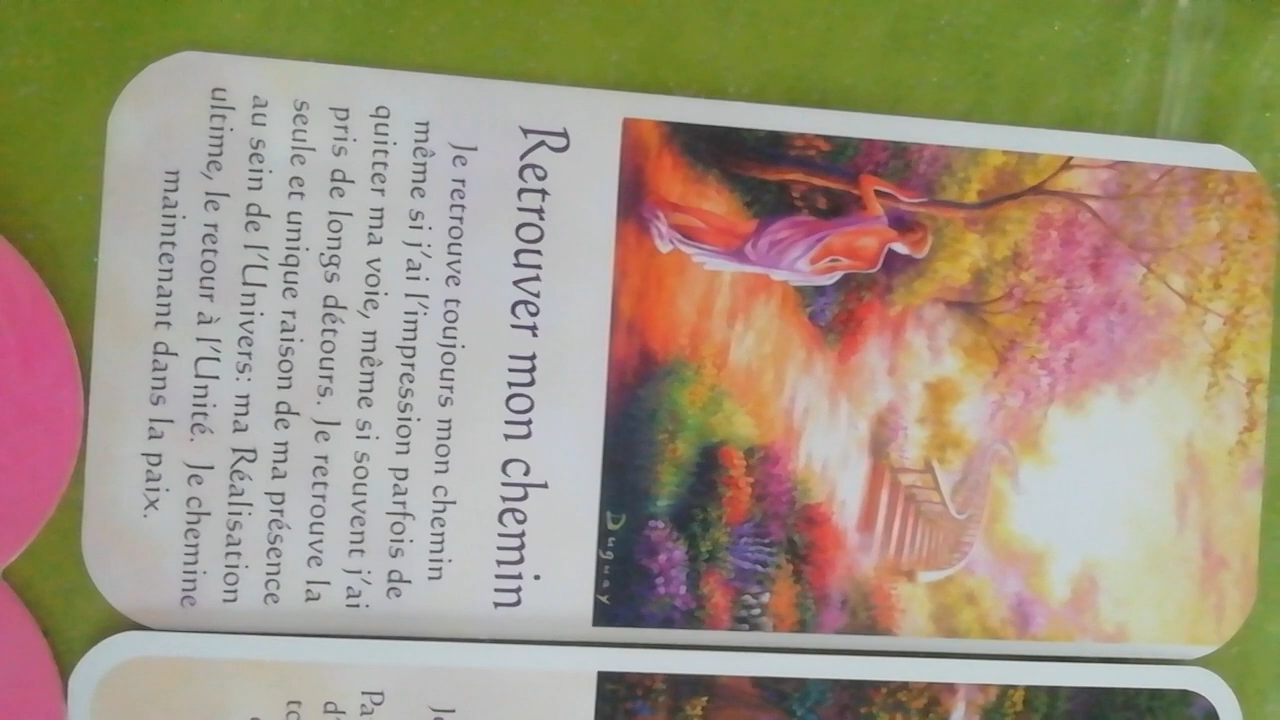 Duguay
Retrouver mon chemin
Je retrouve toujours mon chemin
même si j'ai l'impression parfois de
quitter ma voie, même si souvent j'ai
pris de longs détours. Je retrouve la
seule et unique raison de ma présence
au sein de l'Univers: ma Réalisation
ultime, le retour à l'Unité. Je chemine
maintenant dans la paix.